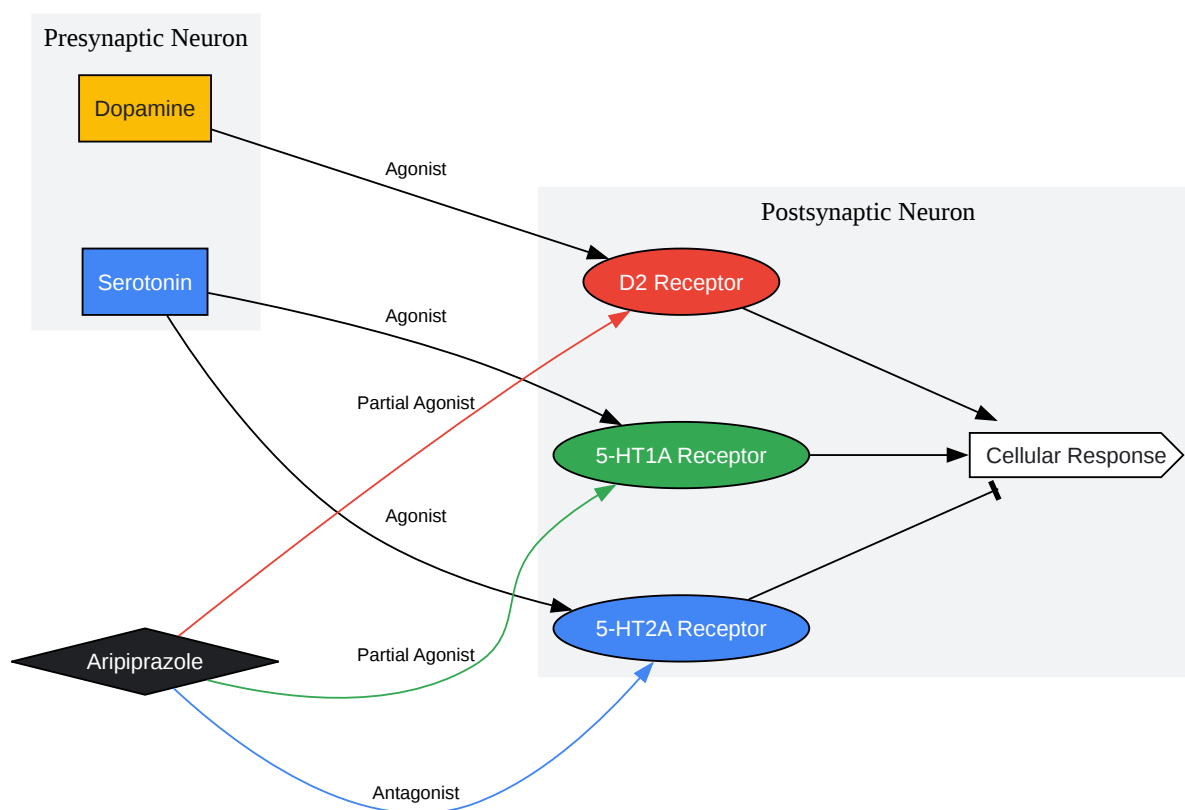 Presynaptic Neuron
Dopamine
Agonist
Postsynaptic Neuron
Serotonin
D2 Receptor
Agonist
Partial Agonist
5-HT1A Receptor
Cellular Response
Agonist
5-HT2A Receptor
Aripiprazole
Partial Agonist
Antagonist